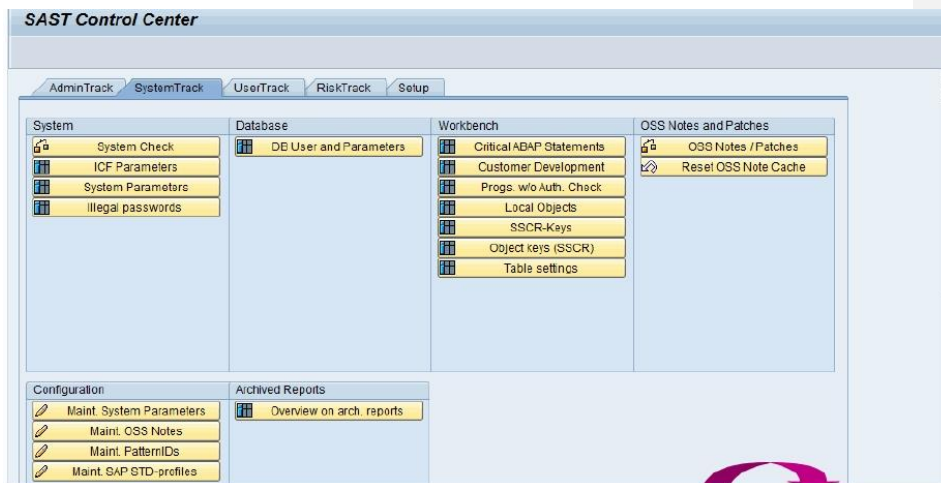 SAST Control Center
AdminTrack
SystemTrack
UserTrack
RiskTrack
Setup
System
System Check
ICF Parameters
System Parameters
Illegal passwords
Database
DB User and Parameters
Workbench
Critical ABAP Statements
Customer Development
Progs. w/o Auth. Check
Local Objects
SSCR-Keys
Object keys (SSCR)
Table settings
OSS Notes and Patches
OSS Notes / Patches
Reset OSS Note Cache
Configuration
Maint. System Parameters
Maint. OSS Notes
Maint. PatternIDs
Maint. SAP STD-profiles
Archived Reports
Overview on arch. reports